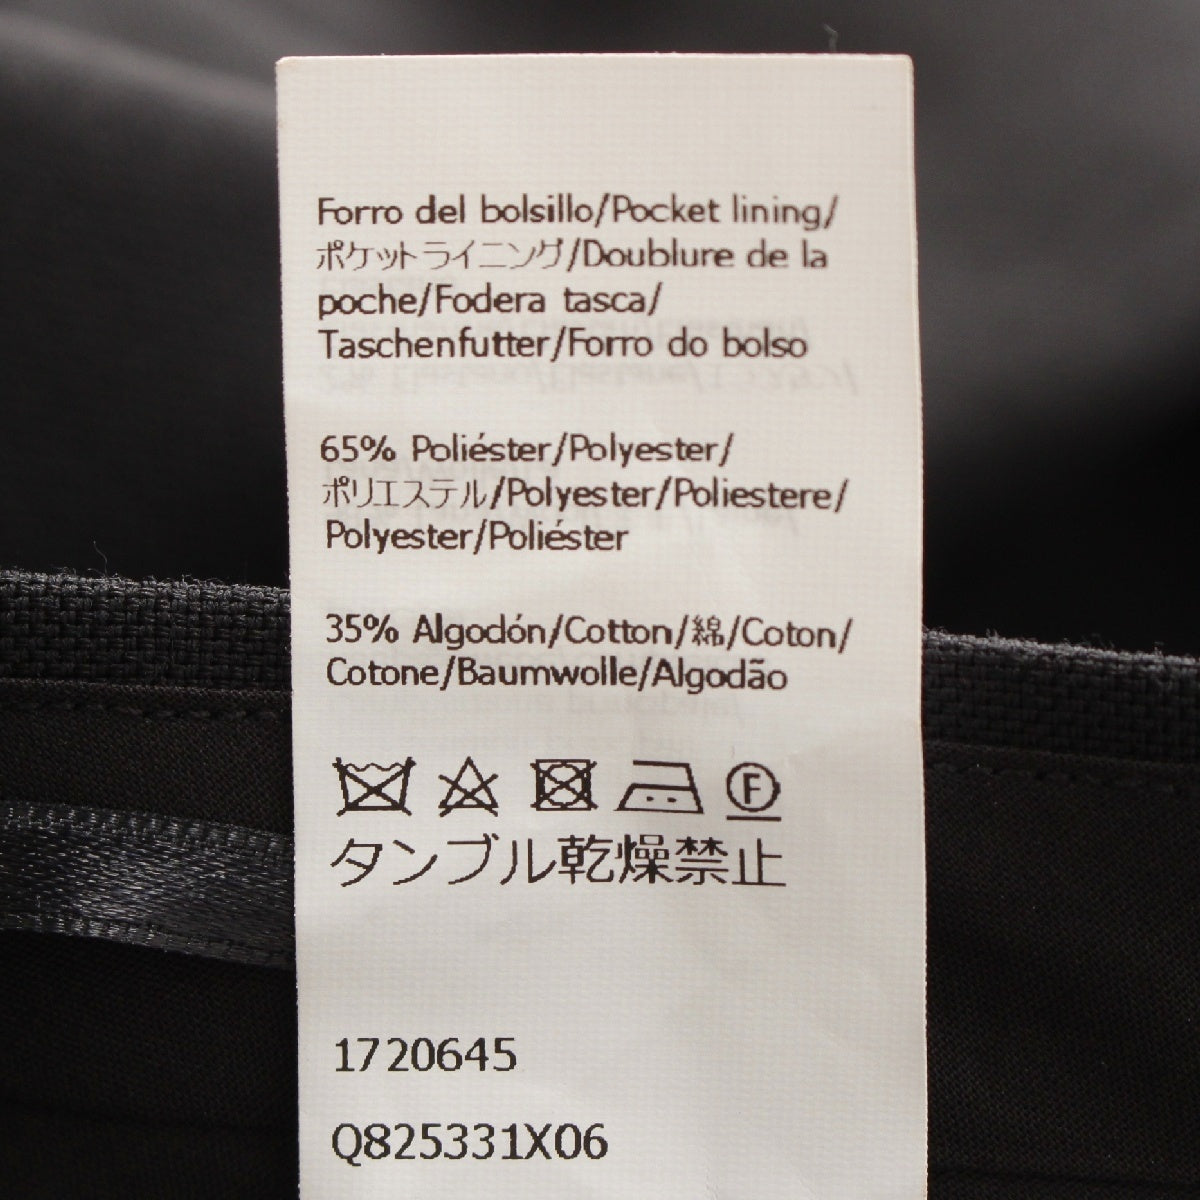 Forro del bolsillo/Pocket lining/
ポケットライニング/Doublure de la
poche/Fodera tasca/
Taschenfutter/Forro do bolso
65% Poliéster/Polyester/
ポリエステル/Polyester/Poliestere/
Polyester/Poliéster
35% Algodón/Cotton/綿/Coton/
Cotone/Baumwolle/Algodão
F
タンブル乾燥禁止
1720645
Q825331X06